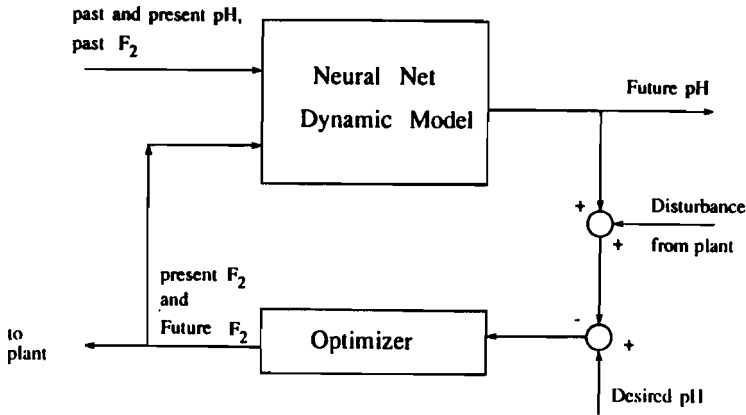 past and present pH,
past F₂
Neural Net
Dynamic Model
Future pH
+
Disturbance
+
from plant
present F₂
and
Future F₂
to
plant
Optimizer
-
+
Desired pH